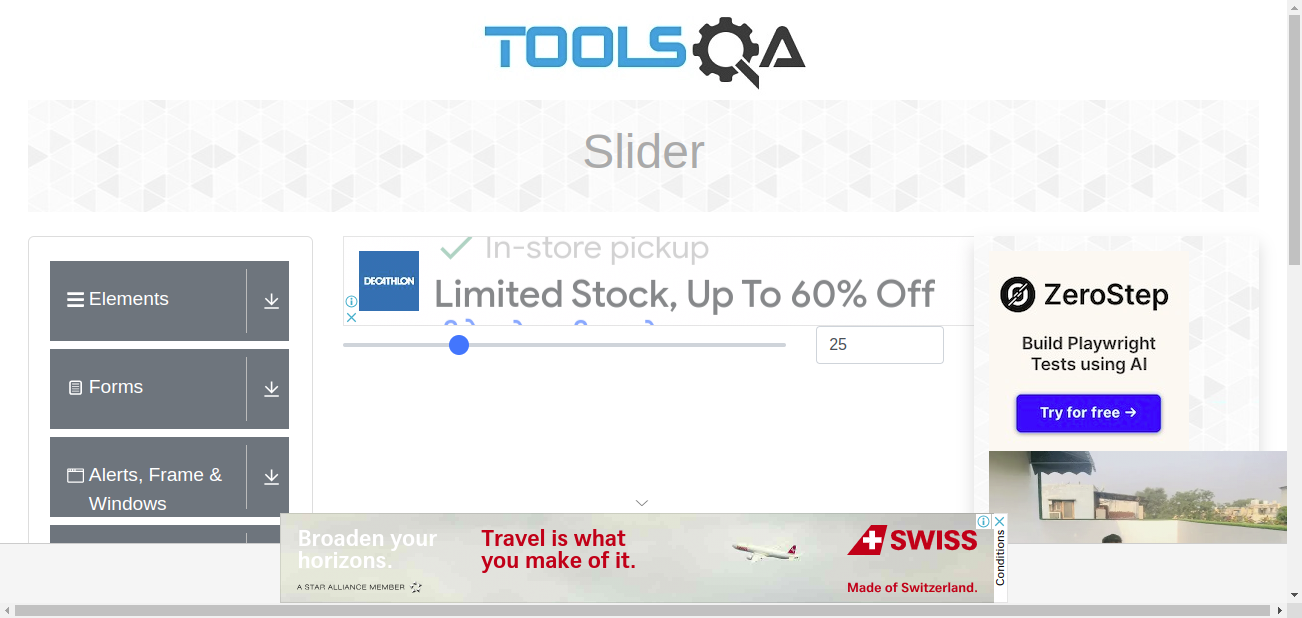 TOOLSQA
Slider
Elements
Forms
Alerts, Frame &
Windows
In-store pickup
DECATHLON
Limited Stock, Up To 60% Off
25
ZeroStep
Build Playwright
Tests using AI
Try for free →
Broaden your
horizons.
A STAR ALLIANCE MEMBER
Travel is what
you make of it.
SWISS
Made of Switzerland.
Conditions